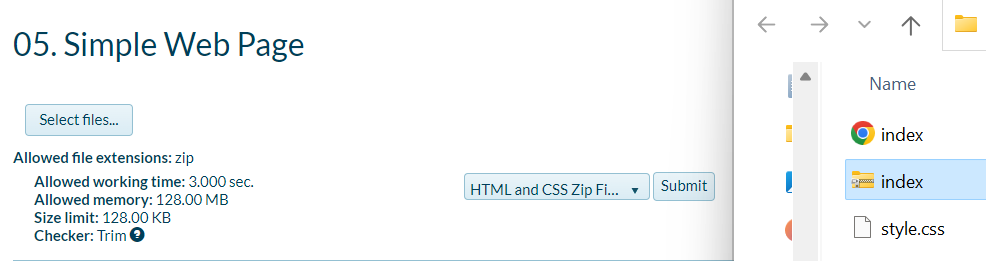 05. Simple Web Page
Select files...
Allowed file extensions: zip
Allowed working time: 3.000 sec.
Allowed memory: 128.00 MB
Size limit: 128.00 KB
Checker: Trim ?
HTML and CSS Zip Fi...
Submit
Name
index
index
style.css